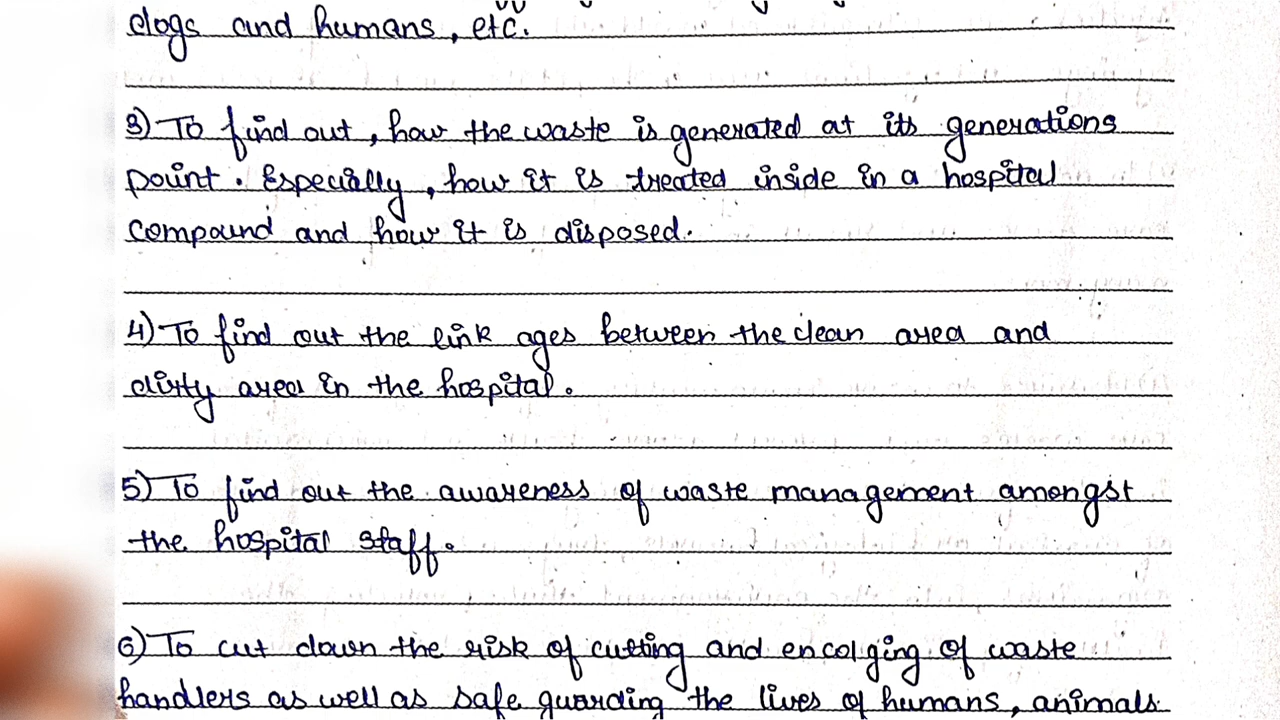 dogs and humans, etc.
3) To find out, how the waste is generated at its generations
point. Especially, how it is treated inside in a hospital
compound and how it is disposed.
4) To find out the link ages between the clean area and
dirty area in the hospital.
5) To find out the awareness of waste management amongst
the hospital staff.
6) To cut down the risk of cutting and encolging of waste
handlers as well as safe guarding the lives of humans, animals